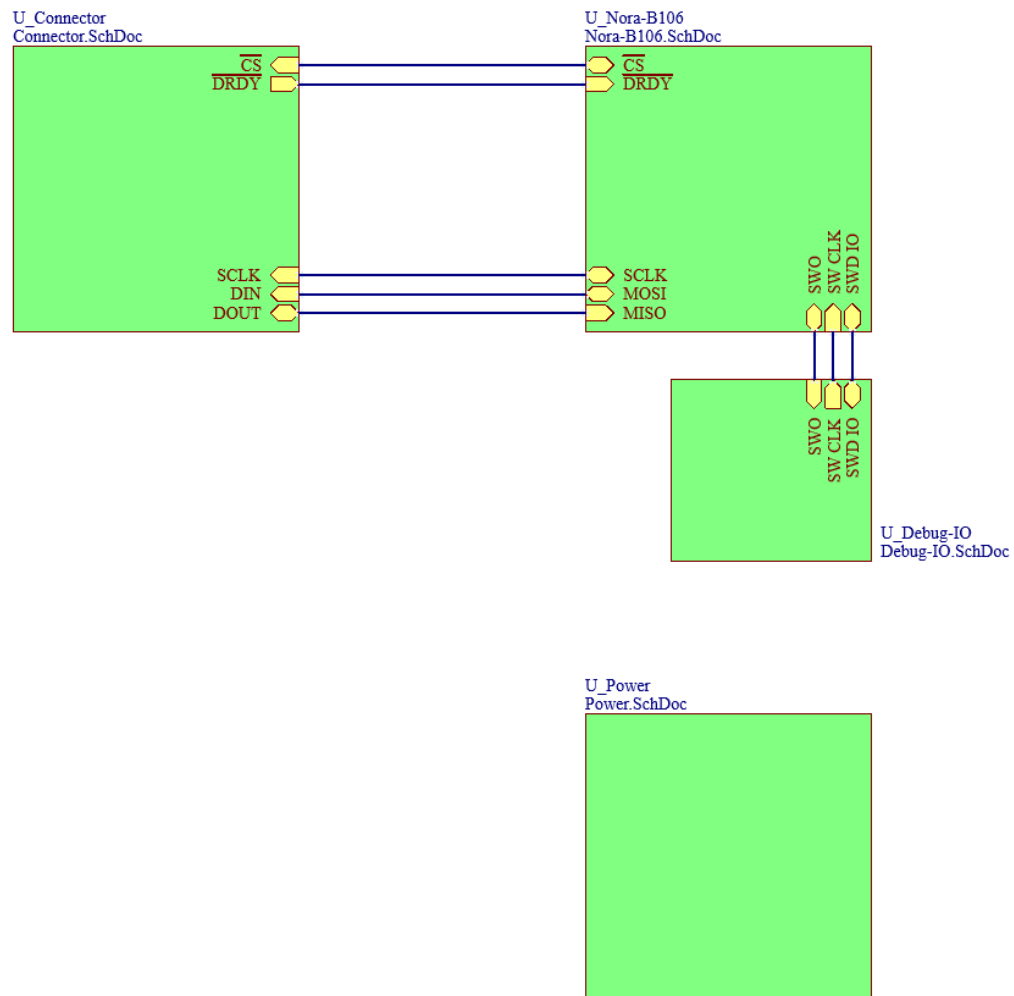 U_Connector
Connector.SchDoc
CS
DRDY
SCLK
DIN
DOUT
U_Nora-B106
Nora-B106.SchDoc
CS
DRDY
SCLK
MOSI
MISO
SWO
SW CLK
SWD IO
SWO
SW CLK
SWD IO
U_Debug-IO
Debug-IO.SchDoc
U_Power
Power.SchDoc